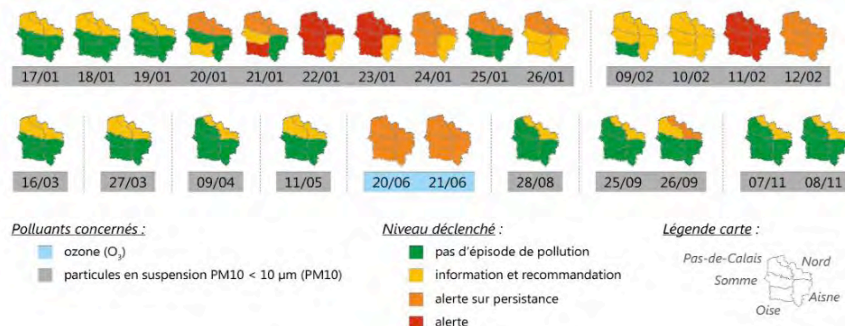 17/01 18/01 19/01 20/01 21/01 22/01 23/01 24/01 25/01 26/01 09/02 10/02 11/02 12/02
16/03 27/03 09/04 11/05 20/06 21/06 28/08 25/09 26/09 07/11 08/11
Polluants concernés :
ozone (O₃)
particules en suspension PM10 < 10 µm (PM10)
Niveau déclenché :
pas d'épisode de pollution
information et recommandation
alerte sur persistance
alerte
Légende carte :
Pas-de-Calais
Nord
Somme
Aisne
Oise